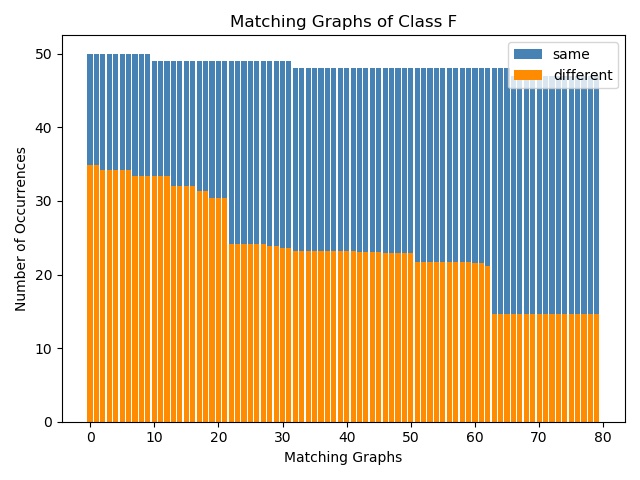 Matching Graphs of Class F
same
different
Number of Occurrences
50
40
30
20
10
0
0 10 20 30 40 50 60 70 80
Matching Graphs